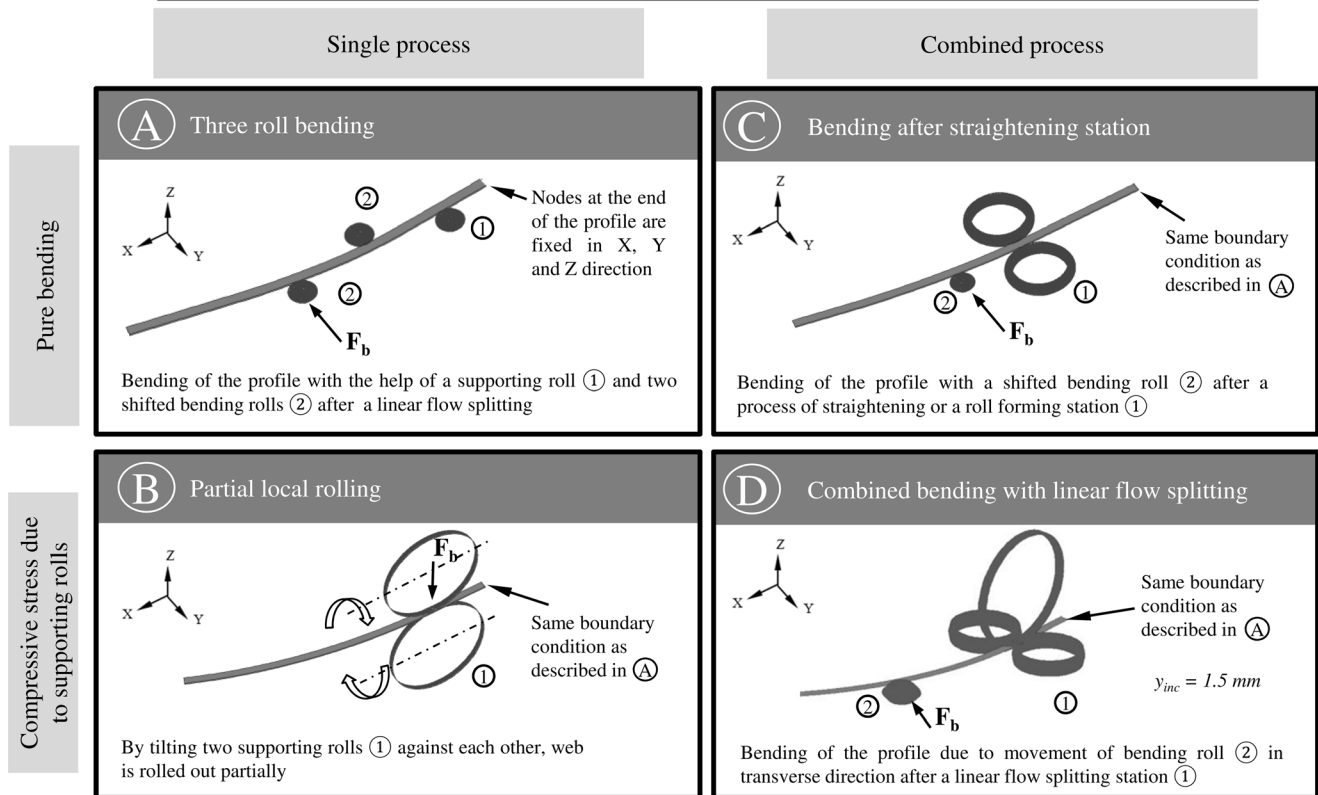 Single process
Combined process
Pure bending
Compressive stress due
to supporting rolls
A Three roll bending
Z
X
Y
②
①
②
F_b
Nodes at the end
of the profile are
fixed in X, Y
and Z direction
Bending of the profile with the help of a supporting roll ① and two
shifted bending rolls ② after a linear flow splitting
C Bending after straightening station
Z
X
Y
②
①
F_b
Same boundary
condition as
described in Ⓐ
Bending of the profile with a shifted bending roll ② after a
process of straightening or a roll forming station ①
B Partial local rolling
Z
X
Y
F_b
①
Same boundary
condition as
described in Ⓐ
By tilting two supporting rolls ① against each other, web
is rolled out partially
D Combined bending with linear flow splitting
Z
X
Y
②
①
F_b
Same boundary
condition as
described in Ⓐ
y_inc = 1.5 mm
Bending of the profile due to movement of bending roll ② in
transverse direction after a linear flow splitting station ①